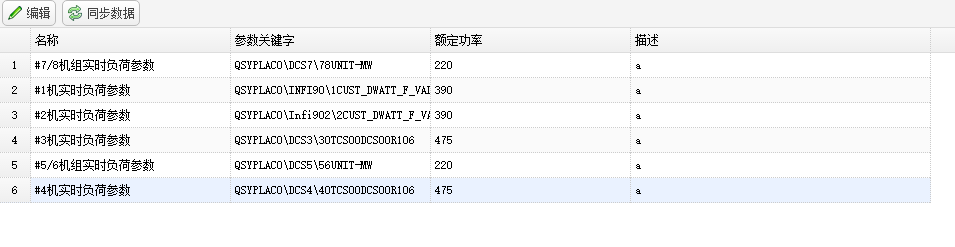 编辑 同步数据
名称 参数关键字 额定功率 描述
1 #7/8机组实时负荷参数 QSYPLACO\DCS7\78UNIT-MW 220 a
2 #1机实时负荷参数 QSYPLACO\INFI90\1CUST_DWATT_F_VAL 390 a
3 #2机实时负荷参数 QSYPLACO\Infi902\2CUST_DWATT_F_VA 390 a
4 #3机实时负荷参数 QSYPLACO\DCS3\30TCS00DCS00R106 475 a
5 #5/6机组实时负荷参数 QSYPLACO\DCS5\56UNIT-MW 220 a
6 #4机实时负荷参数 QSYPLACO\DCS4\40TCS00DCS00R106 475 a